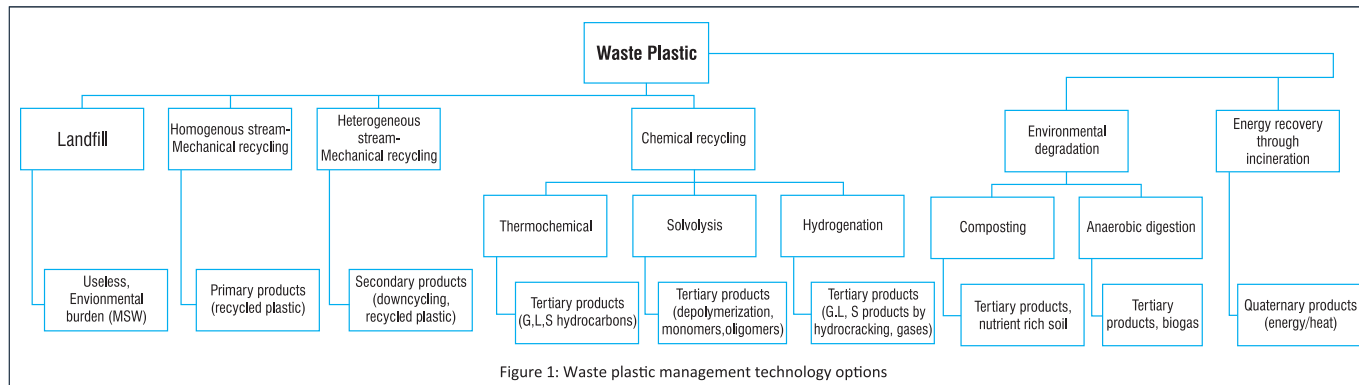 Waste Plastic
Landfill
Homogenous stream-
Mechanical recycling
Heterogeneous
stream-
Mechanical recycling
Chemical recycling
Environmental
degradation
Energy recovery
through
incineration
Thermochemical
Solvolysis
Hydrogenation
Composting
Anaerobic digestion
Useless,
Envionmental
burden (MSW)
Primary products
(recycled plastic)
Secondary products
(downcycling,
recycled plastic)
Tertiary products
(G,L,S hydrocarbons)
Tertiary products
(depolymerization,
monomers,oligomers)
Tertiary products
(G.L, S products by
hydrocracking, gases)
Tertiary products,
nutrient rich soil
Tertiary
products, biogas
Quaternary products
(energy/heat)
Figure 1: Waste plastic management technology options